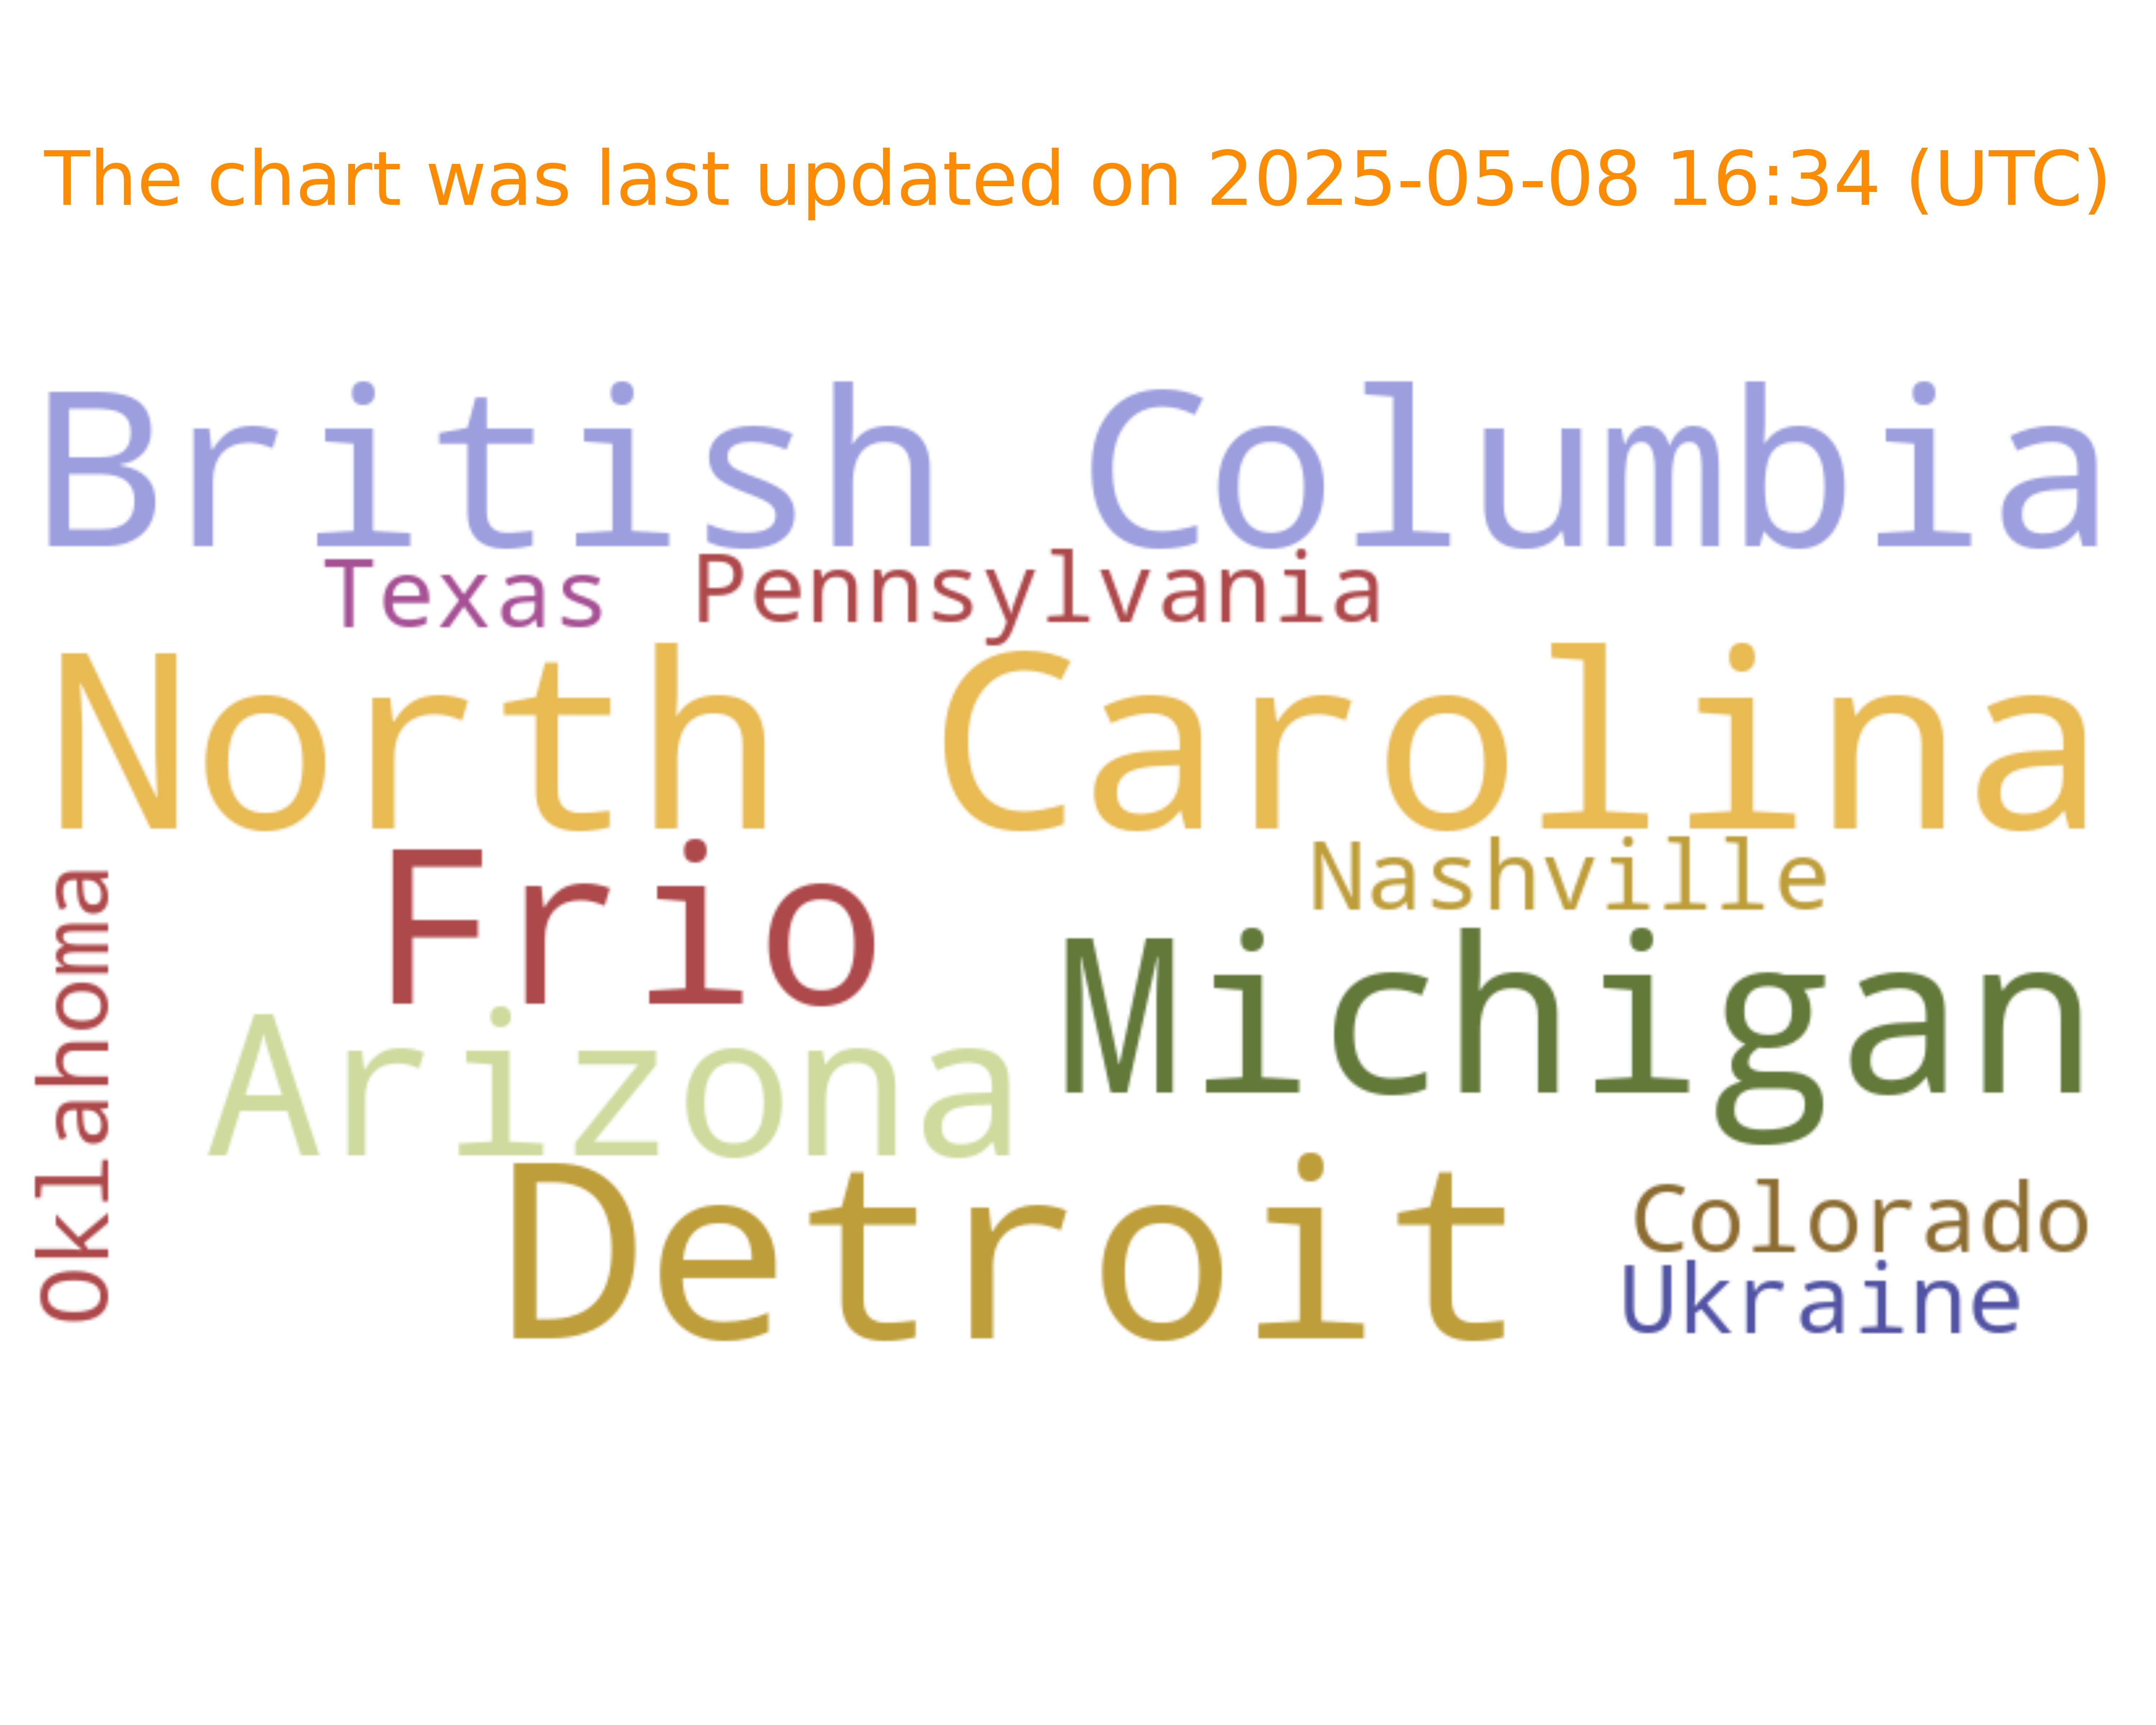 The chart was last updated on 2025-05-08 16:34 (UTC)
British Columbia
Texas Pennsylvania
North Carolina
Nashville
Frio
Oklahoma
Michigan
Arizona
Detroit
Colorado
Ukraine